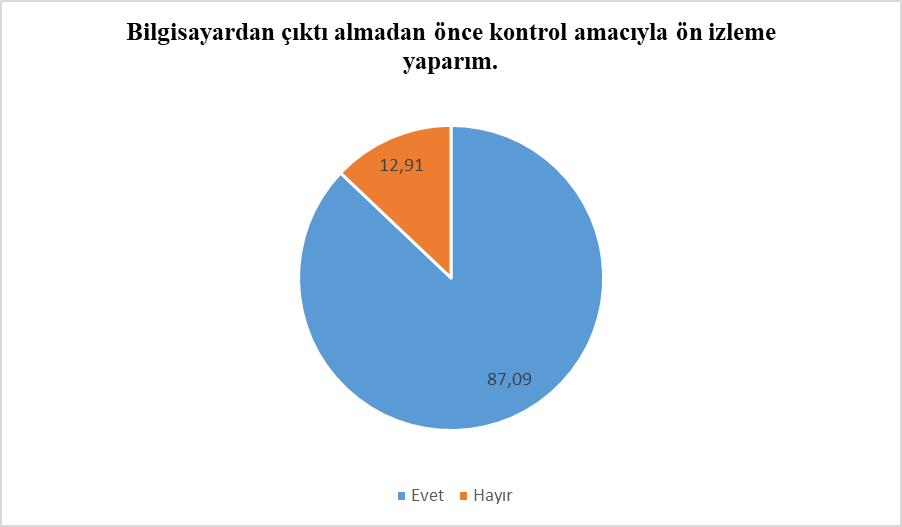 Bilgisayardan çıktı almadan önce kontrol amacıyla ön izleme
yaparım.
12,91
87,09
Evet Hayır